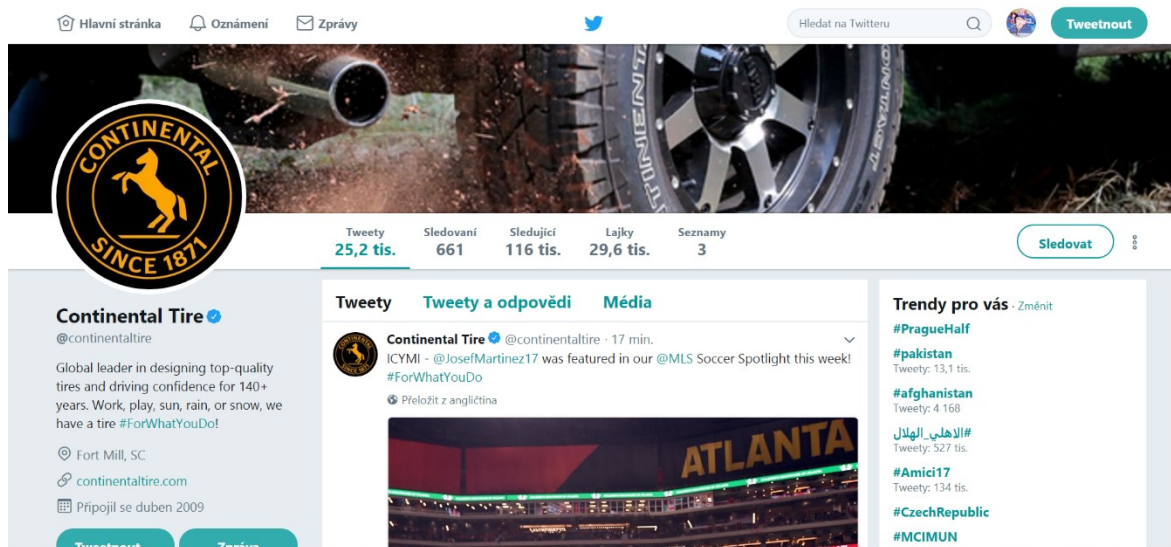 Hlavní stránka Oznámení Zprávy Hledat na Twitteru Tweetnout
CONTINENTAL
SINCE 1871
CONTINENTAL
CONTACT
Tweety Sledovaní Sledující Lajky Seznamy
25,2 tis. 661 116 tis. 29,6 tis. 3
Sledovat
Continental Tire
@continentaltire
Global leader in designing top-quality
tires and driving confidence for 140+
years. Work, play, sun, rain, or snow, we
have a tire #ForWhatYouDo!
Fort Mill, SC
continentaltire.com
Připojil se duben 2009
Tweetnout Zpráva
Tweety Tweety a odpovědi Média
Continental Tire @continentaltire · 17 min.
ICYMI - @JosefMartinez17 was featured in our @MLS Soccer Spotlight this week!
#ForWhatYouDo
Přeložit z angličtina
ATLANTA
Trendy pro vás · Změnit
#PragueHalf
#pakistan
Tweety: 13,1 tis.
#afghanistan
Tweety: 4 168
#الاهلي_الهلال
Tweety: 527 tis.
#Amici17
Tweety: 134 tis.
#CzechRepublic
#MCIMUN